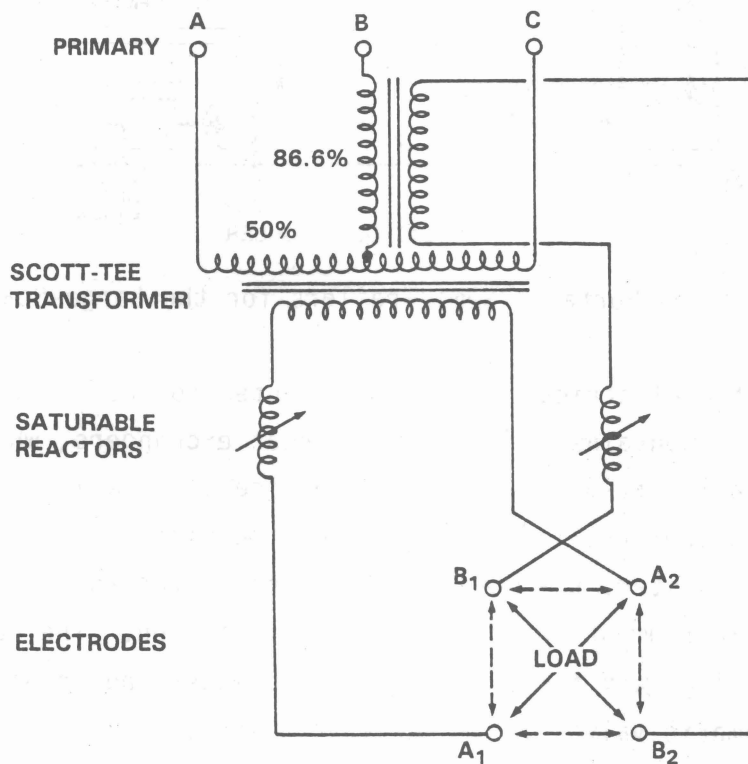 A B C
PRIMARY
86.6%
50%
SCOTT-TEE
TRANSFORMER
SATURABLE
REACTORS
B1 A2
ELECTRODES
LOAD
A1 B2